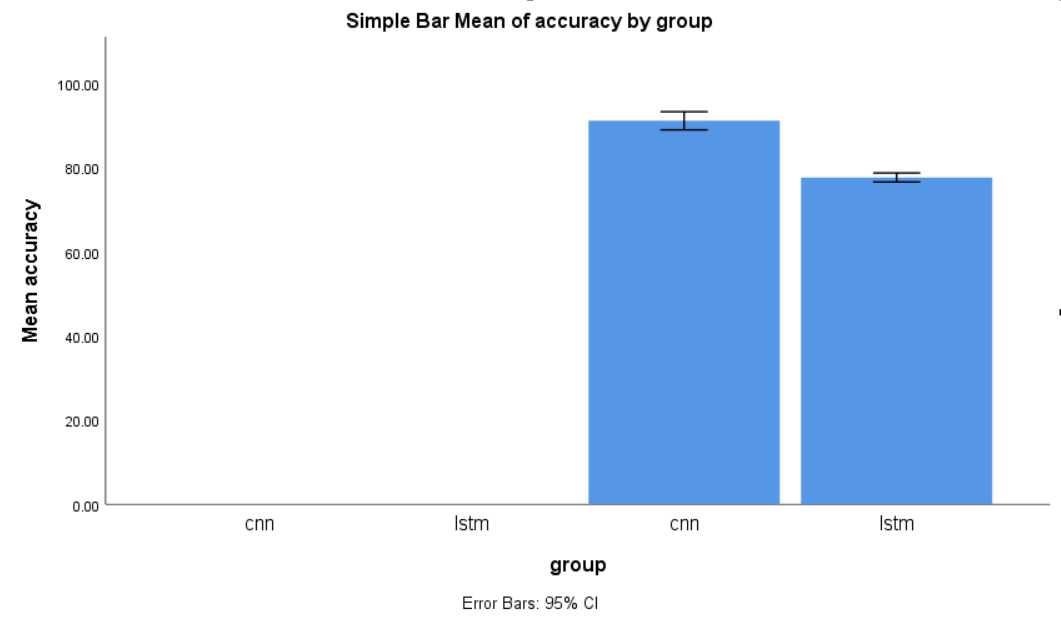 Simple Bar Mean of accuracy by group
Mean accuracy
100.00
80.00
60.00
40.00
20.00
0.00
cnn lstm cnn lstm
group
Error Bars: 95% CI